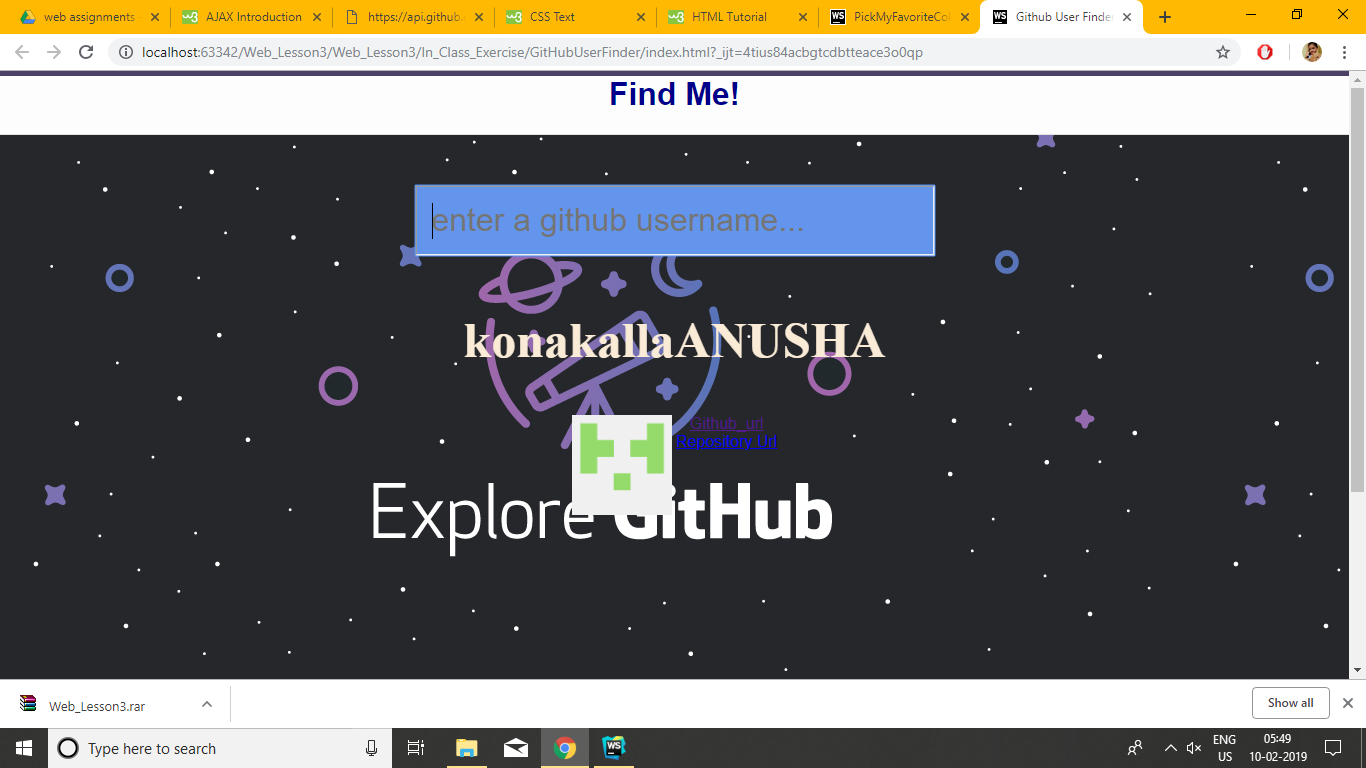 web assignments
AJAX Introduction
https://api.github.
CSS Text
HTML Tutorial
PickMyFavoriteCol
Github User Finder
localhost:63342/Web_Lesson3/Web_Lesson3/In_Class_Exercise/GitHubUserFinder/index.html?_ijt=4tius84acbgtcdbtteace3o0qp
Find Me!
enter a github username...
konakallaANUSHA
Github_url
Repository Url
Explore GitHub
Web_Lesson3.rar
Show all
Type here to search
ENG
US
05:49
10-02-2019